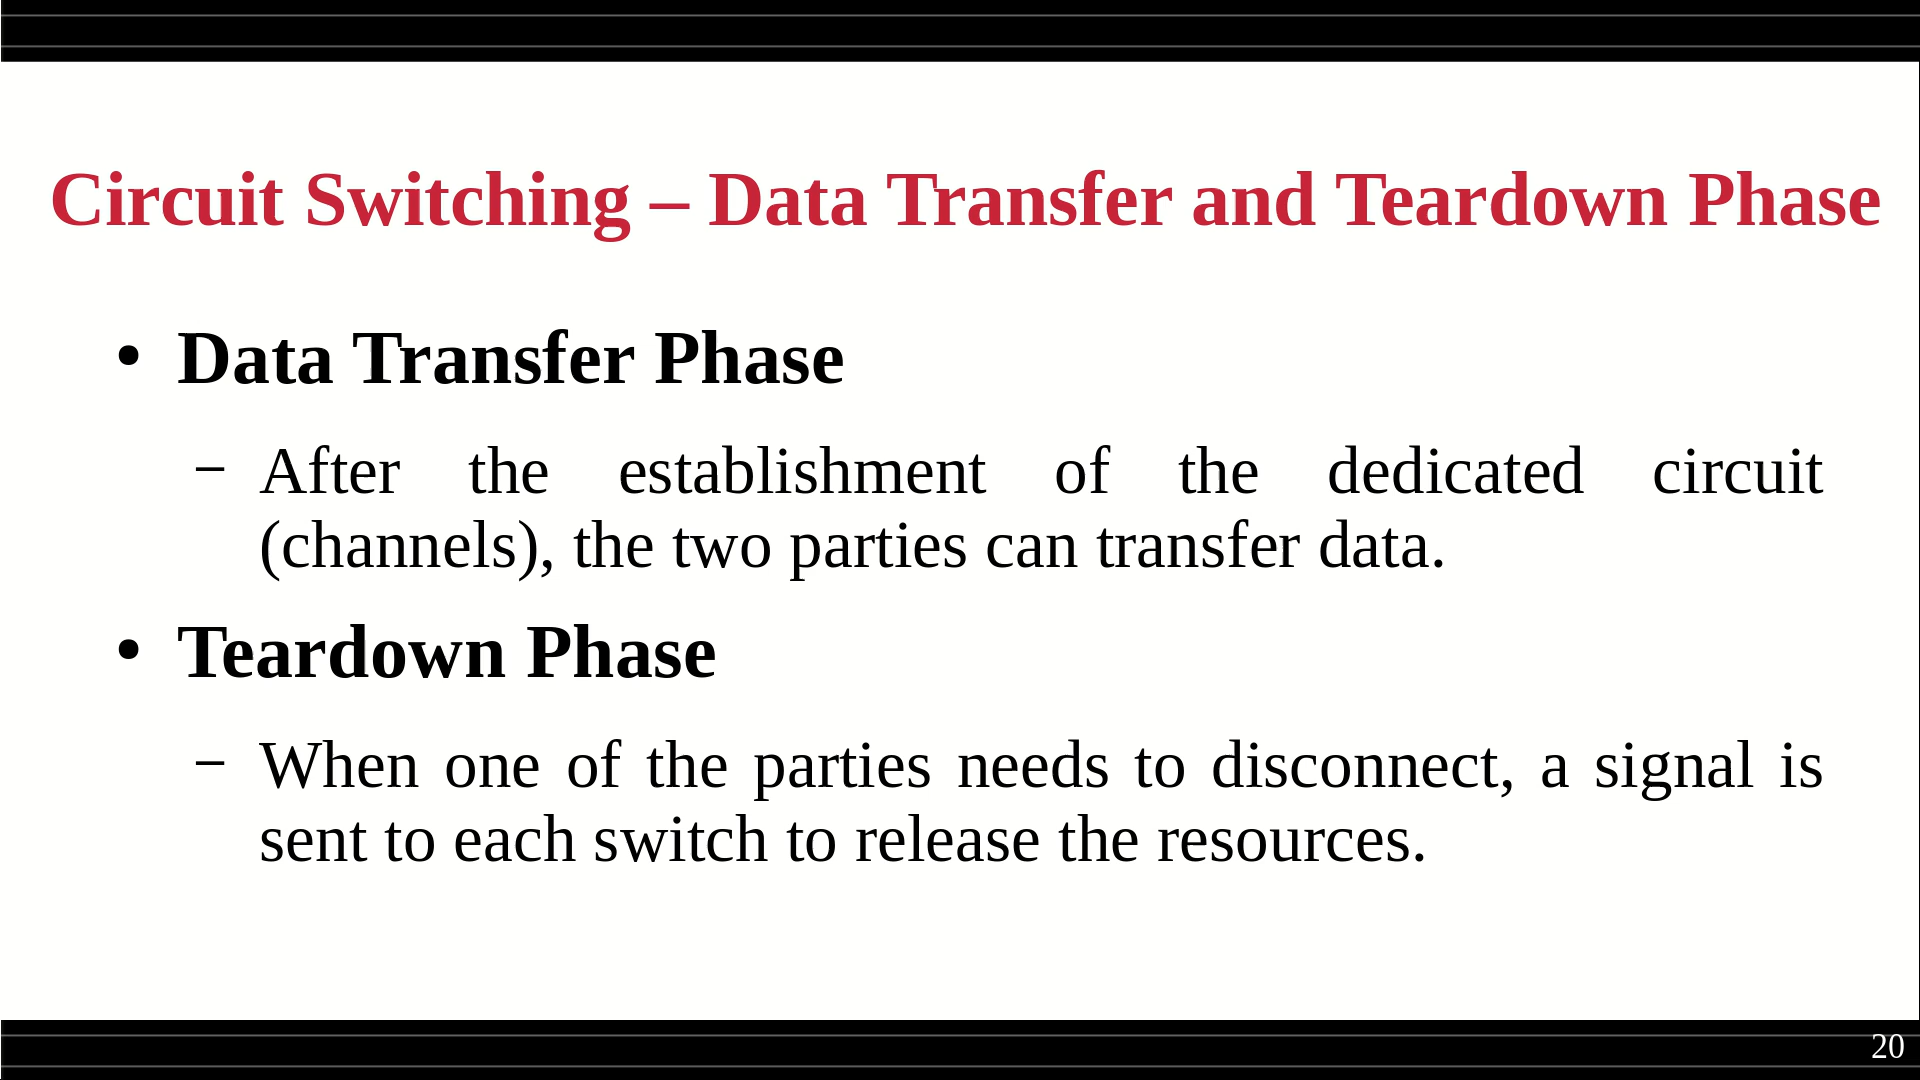 Circuit Switching – Data Transfer and Teardown Phase
• Data Transfer Phase
– After the establishment of the dedicated circuit
(channels), the two parties can transfer data.
• Teardown Phase
– When one of the parties needs to disconnect, a signal is
sent to each switch to release the resources.
20